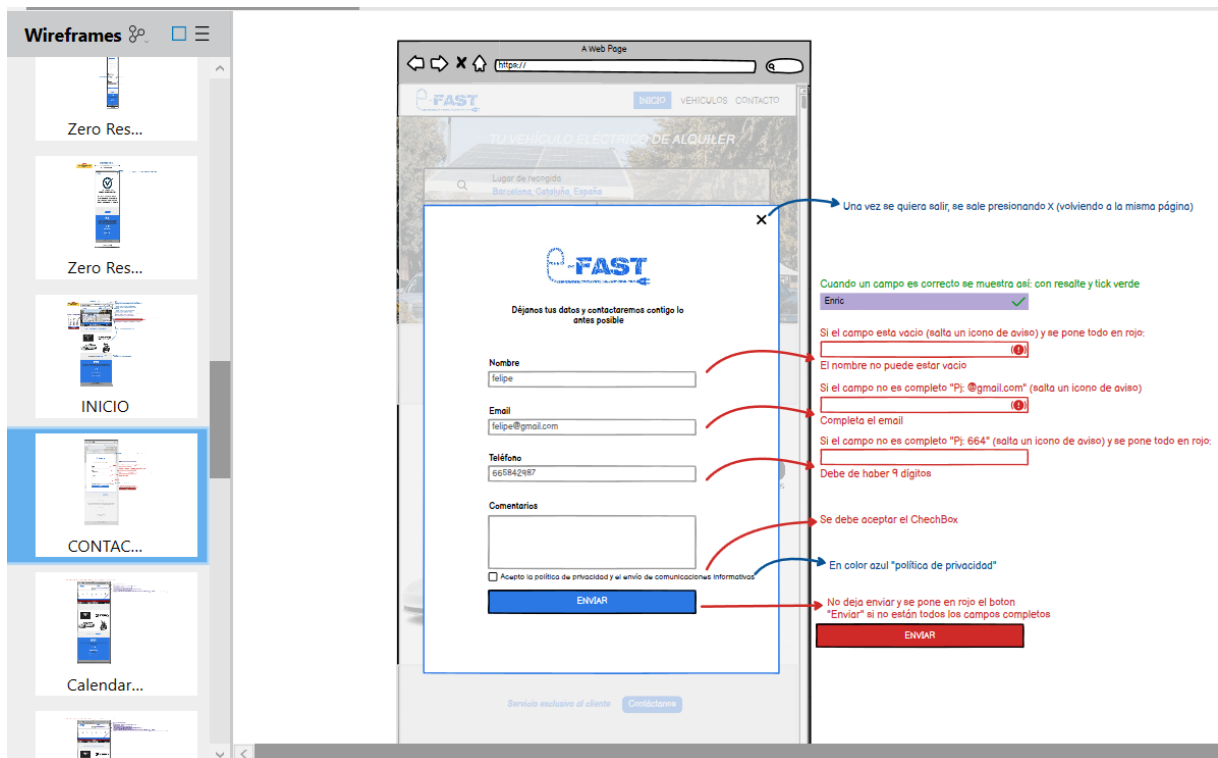 Wireframes
Zero Res...
Zero Res...
INICIO
CONTAC...
Calendar...
A Web Page
https://
e-FAST
INICIO VEHICULOS CONTACTO
TU VEHÍCULO ELÉCTRICO DE ALQUILER
Lugar de recogida
Barcelona, Cataluña, España
X
e-FAST
Déjanos tus datos y contactaremos contigo lo
antes posible
Nombre
felipe
Email
felipe@gmail.com
Teléfono
665842987
Comentarios
Acepto la política de privacidad y el envío de comunicaciones informativas
ENVIAR
Servicio exclusivo al cliente Contáctanos
Una vez se quiera salir, se sale presionando X (volviendo a la misma página)
Cuando un campo es correcto se muestra así: con resalte y tick verde
Enric
Si el campo esta vacio (salta un icono de aviso) y se pone todo en rojo:
El nombre no puede estar vacio
Si el campo no es completo "Pj: @gmail.com" (salta un icono de aviso)
Completa el email
Si el campo no es completo "Pj: 664" (salta un icono de aviso) y se pone todo en rojo:
Debe de haber 9 dígitos
Se debe aceptar el ChechBox
En color azul "política de privacidad"
No deja enviar y se pone en rojo el boton
"Enviar" si no están todos los campos completos
ENVIAR